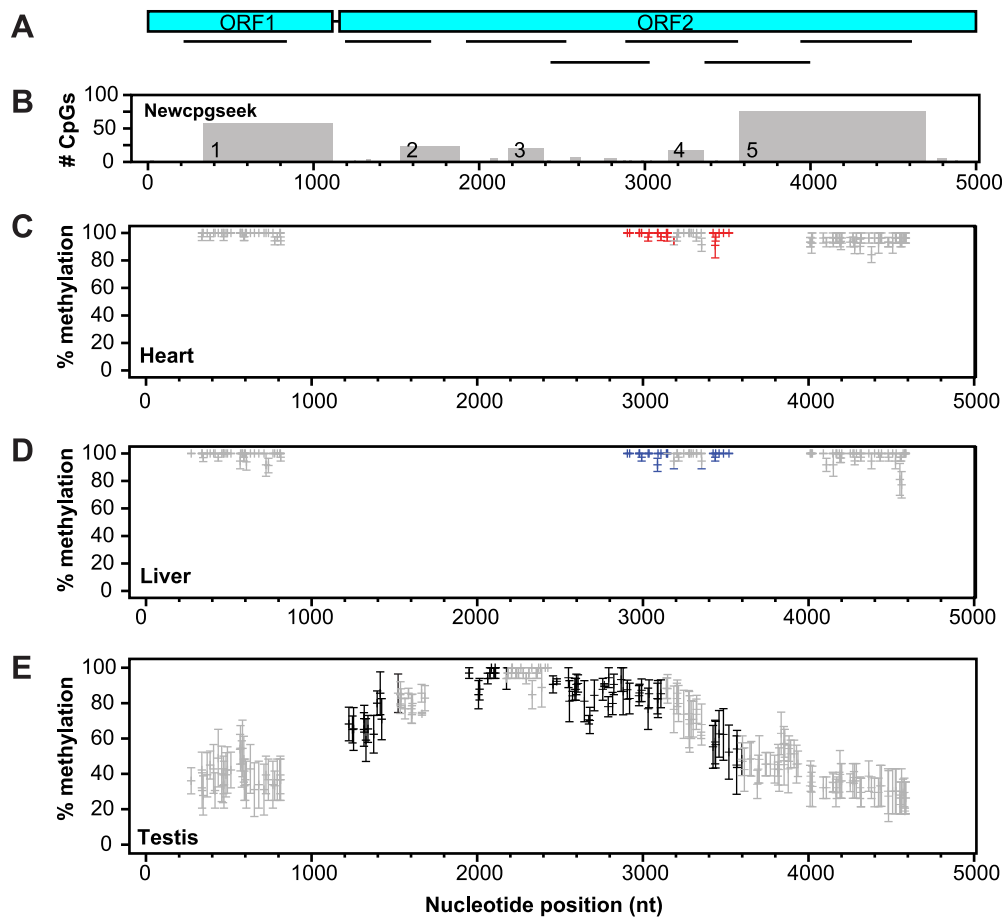 A
ORF1 ORF2
B
# CpGs
100
50
0
Newcpgseek
1 2 3 4 5
0 1000 2000 3000 4000 5000
C
% methylation
100
80
60
40
20
0
Heart
0 1000 2000 3000 4000 5000
D
% methylation
100
80
60
40
20
0
Liver
0 1000 2000 3000 4000 5000
E
% methylation
100
80
60
40
20
0
Testis
0 1000 2000 3000 4000 5000
Nucleotide position (nt)